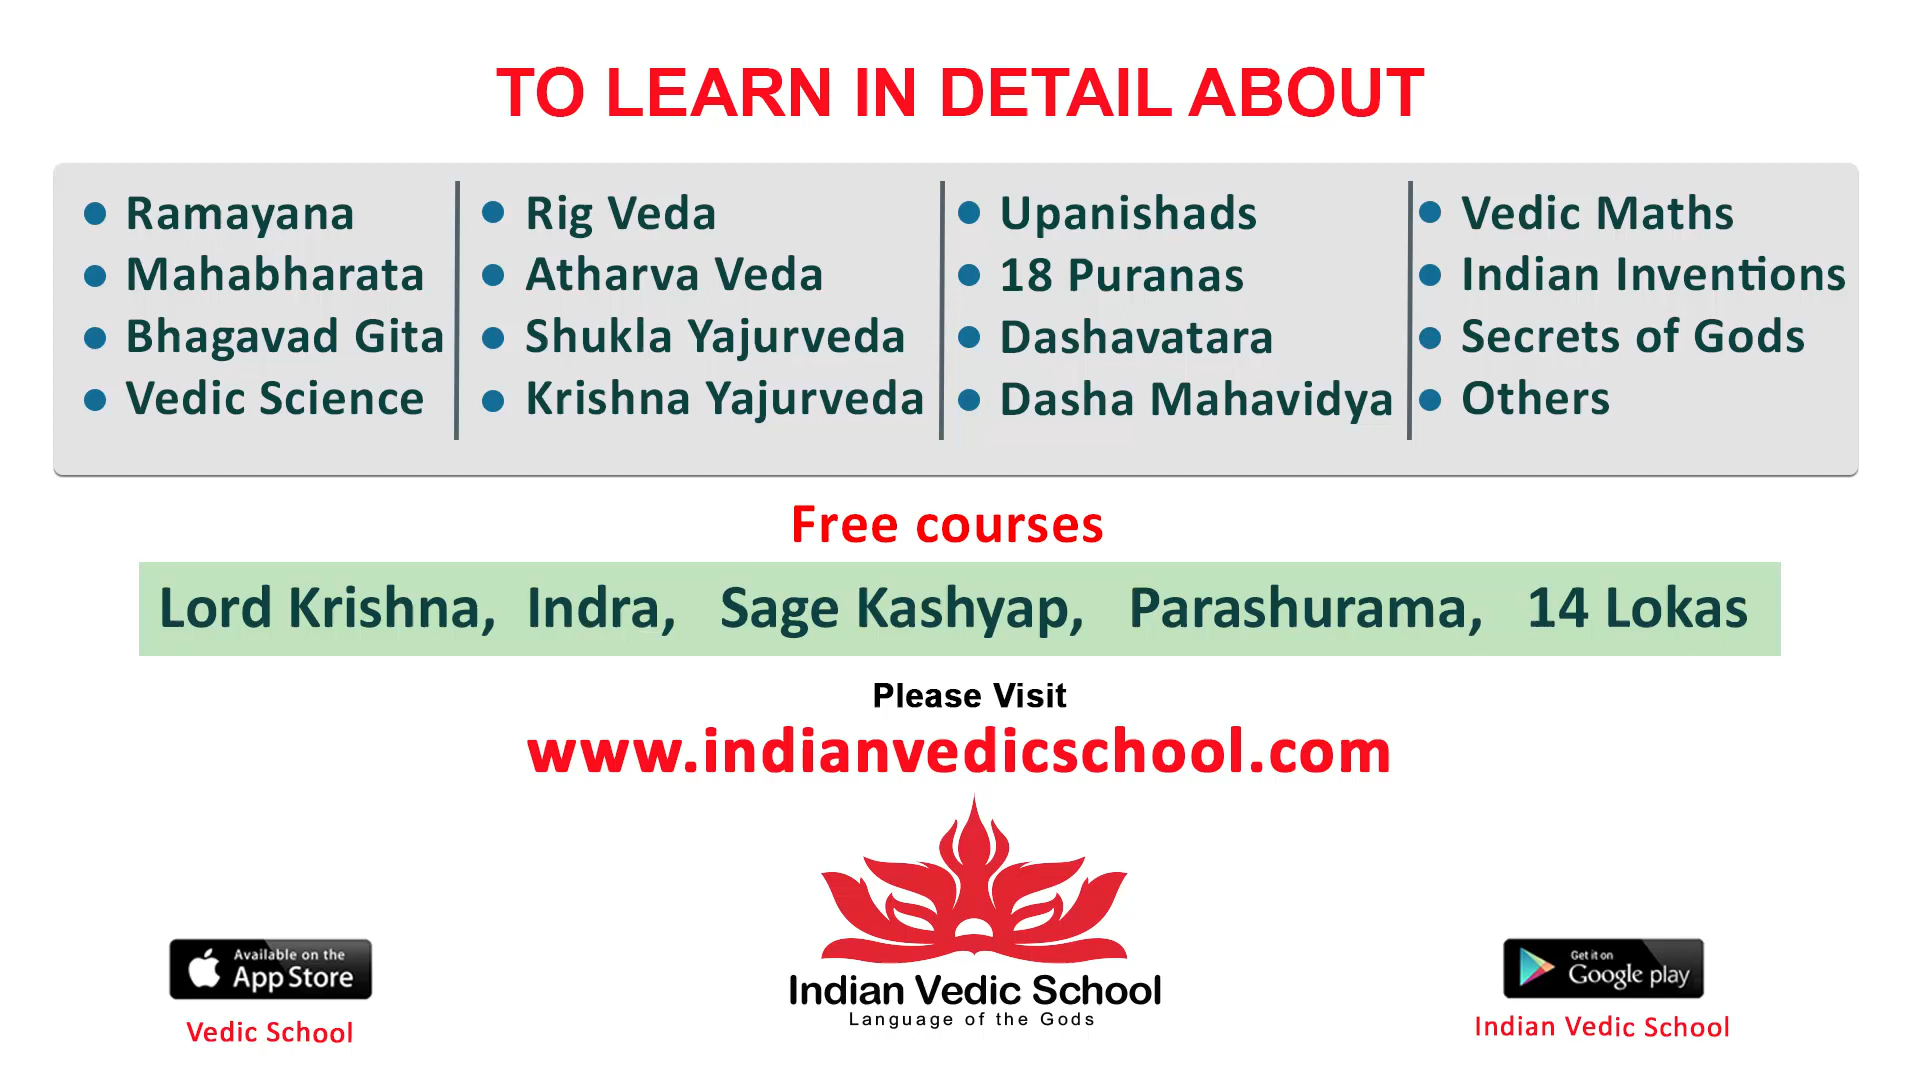 TO LEARN IN DETAIL ABOUT
Ramayana
Mahabharata
Bhagavad Gita
Vedic Science
Rig Veda
Atharva Veda
Shukla Yajurveda
Krishna Yajurveda
Upanishads
18 Puranas
Dashavatara
Dasha Mahavidya
Vedic Maths
Indian Inventions
Secrets of Gods
Others
Free courses
Lord Krishna, Indra, Sage Kashyap, Parashurama, 14 Lokas
Please Visit
www.indianvedicschool.com
Available on the
App Store
Vedic School
Indian Vedic School
Language of the Gods
Get it on
Google play
Indian Vedic School